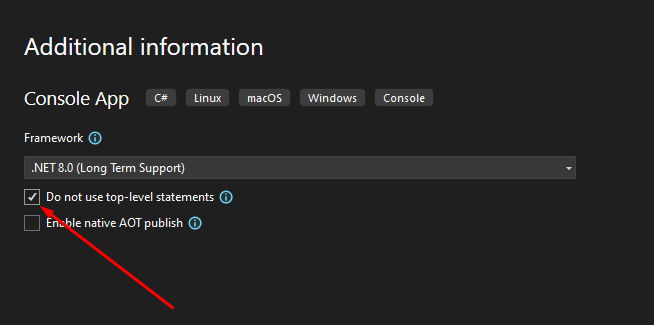 Additional information
Console App C# Linux macOS Windows Console
Framework
.NET 8.0 (Long Term Support)
Do not use top-level statements
Enable native AOT publish